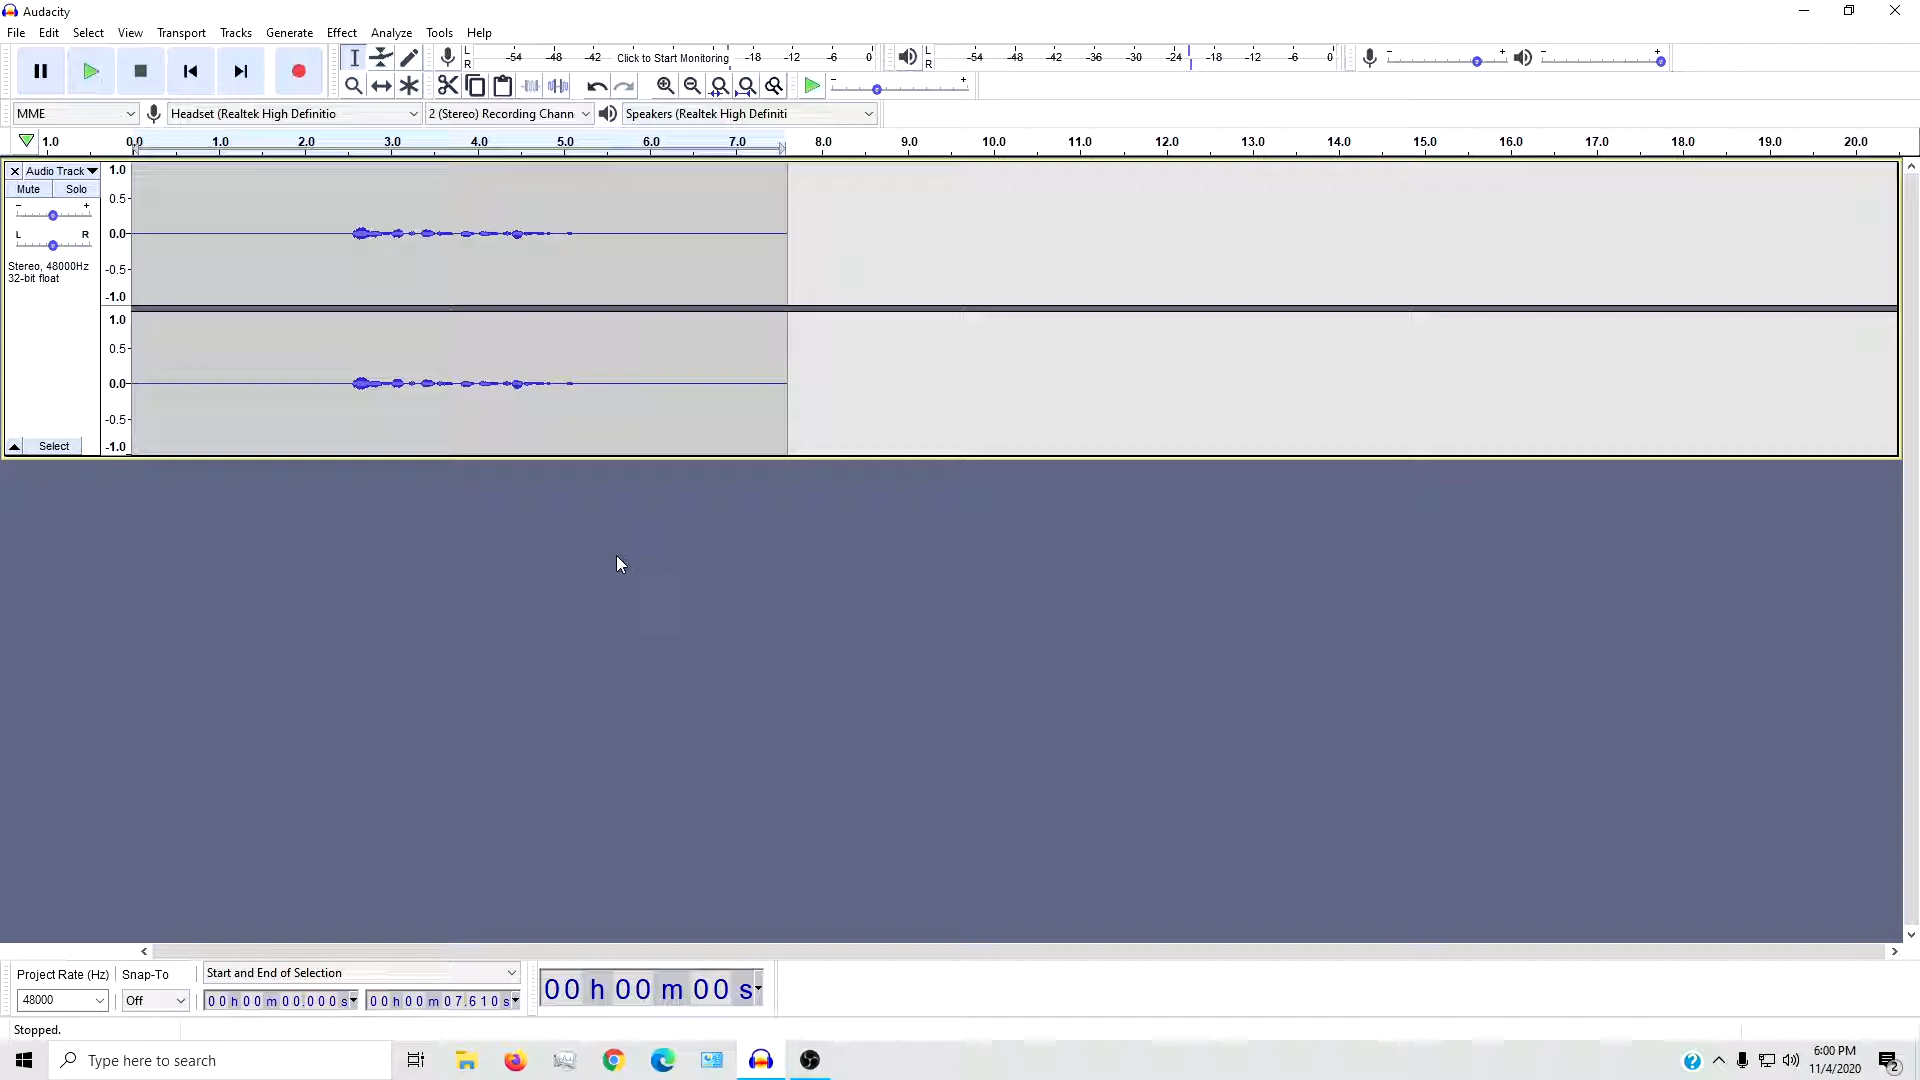 Audacity
File Edit Select View Transport Tracks Generate Effect Analyze Tools Help
L R -54 -48 -42 Click to Start Monitoring -18 -12 -6 0 L R -54 -48 -42 -36 -30 -24 -18 -12 -6 0 - + - +
- +
MME Headset (Realtek High Definitio 2 (Stereo) Recording Chann Speakers (Realtek High Definiti
1.0 0.0 1.0 2.0 3.0 4.0 5.0 6.0 7.0 8.0 9.0 10.0 11.0 12.0 13.0 14.0 15.0 16.0 17.0 18.0 19.0 20.0
Audio Track 1.0
Mute Solo
- + 0.5
L R 0.0
Stereo, 48000Hz -0.5
32-bit float
-1.0
1.0
0.5
0.0
-0.5
Select -1.0
Project Rate (Hz) Snap-To Start and End of Selection
48000 Off 00 h 00 m 00.000 s 00 h 00 m 07.610 s 00 h 00 m 00 s
Stopped.
Type here to search
6:00 PM
11/4/2020
2